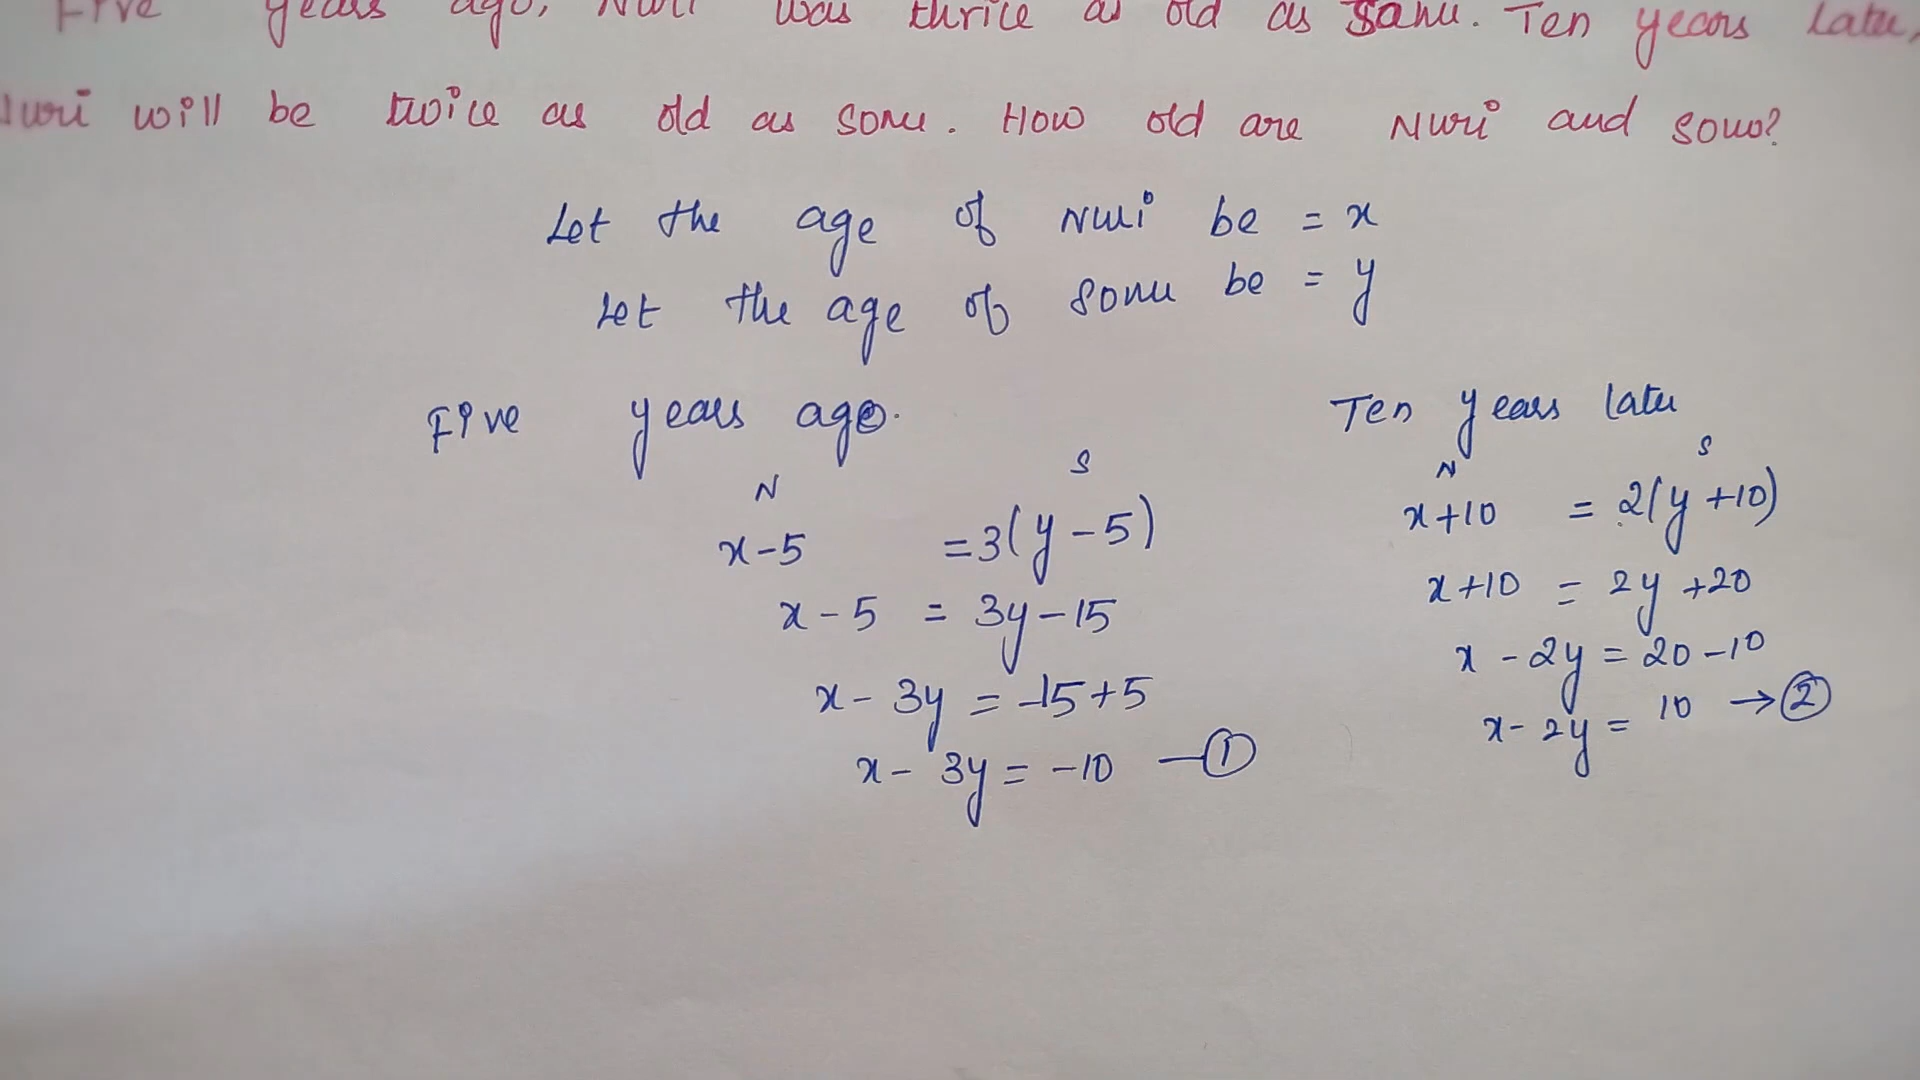 Five years ago, Nuri was thrice as old as Sonu. Ten years later,
Nuri will be twice as old as sonu. How old are Nuri and sonu?
Let the age of Nuri be = x
Let the age of sonu be = y
Five years ago.
N S
x-5 =3(y-5)
x-5 = 3y-15
x-3y = -15+5
x-3y = -10 —①
Ten years later
N S
x+10 = 2(y+10)
x+10 = 2y+20
x-2y = 20-10
x-2y = 10 →②